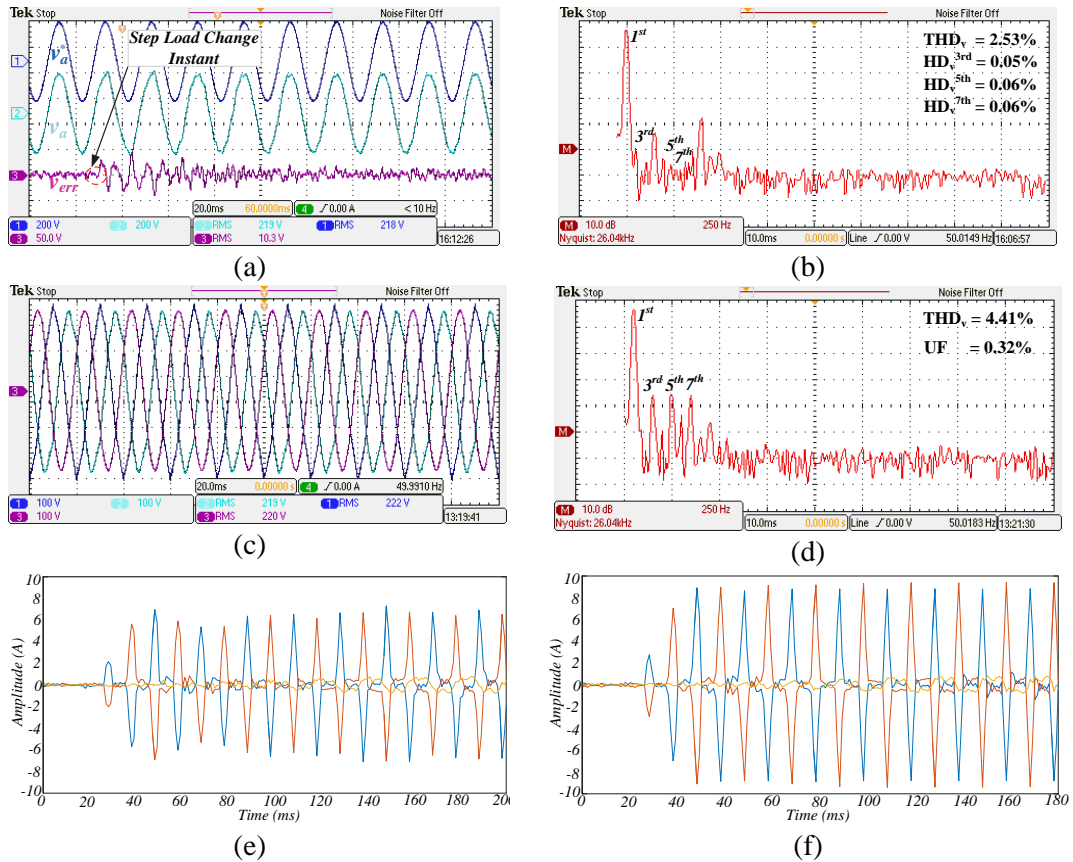 Tek Stop Noise Filter Off
Step Load Change
Instant
v*a
va
verr
1
2
3
20.0ms 60.0000ms 4 0.00 A < 10 Hz
1 200 V 2 200 V 2 RMS 219 V 1 RMS 218 V
3 50.0 V 3 RMS 10.3 V 16:12:26
(a)
Tek Stop Noise Filter Off
1st
THDv = 2.53%
HDv3rd = 0.05%
HDv5th = 0.06%
HDv7th = 0.06%
3rd 5th
7th
M
M 10.0 dB 250 Hz
Nyquist: 26.04kHz 10.0ms 0.00000 s Line 0.00 V 50.0149 Hz 16:06:57
(b)
Tek Stop Noise Filter Off
3
20.0ms 0.00000 s 4 0.00 A 49.9910 Hz
1 100 V 2 100 V 2 RMS 219 V 1 RMS 222 V
3 100 V 3 RMS 220 V 13:19:41
(c)
Tek Stop Noise Filter Off
1st
THDv = 4.41%
UF = 0.32%
3rd 5th 7th
M
M 10.0 dB 250 Hz
Nyquist: 26.04kHz 10.0ms 0.00000 s Line 0.00 V 50.0183 Hz 13:21:30
(d)
Amplitude (A)
10
8
6
4
2
0
-2
-4
-6
-8
-10
0 20 40 60 80 100 120 140 160 180 200
Time (ms)
(e)
Amplitude (A)
10
8
6
4
2
0
-2
-4
-6
-8
-10
0 20 40 60 80 100 120 140 160 180
Time (ms)
(f)